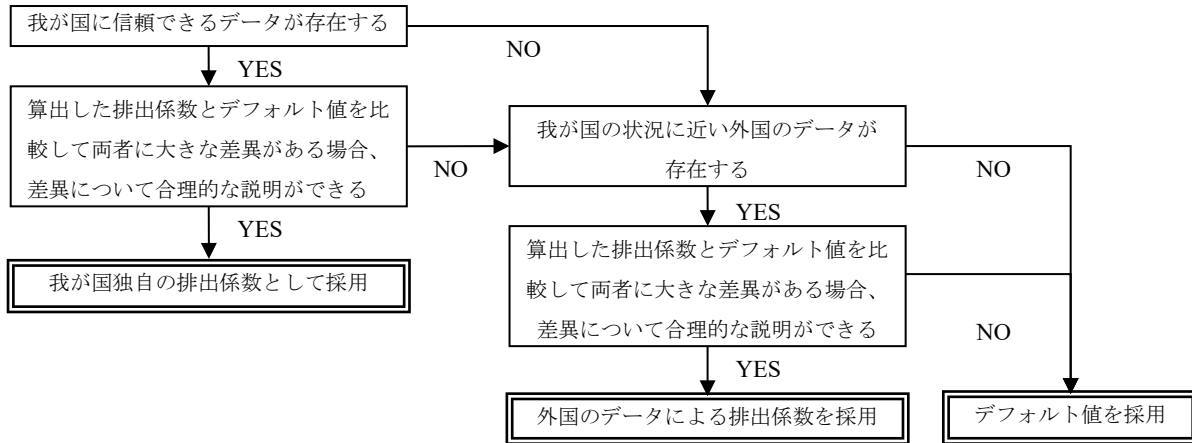 我が国に信頼できるデータが存在する
NO
YES
算出した排出係数とデフォルト値を比
較して両者に大きな差異がある場合、
差異について合理的な説明ができる
NO
YES
我が国独自の排出係数として採用
我が国の状況に近い外国のデータが
存在する
NO
YES
算出した排出係数とデフォルト値を比
較して両者に大きな差異がある場合、
差異について合理的な説明ができる
NO
YES
外国のデータによる排出係数を採用
デフォルト値を採用